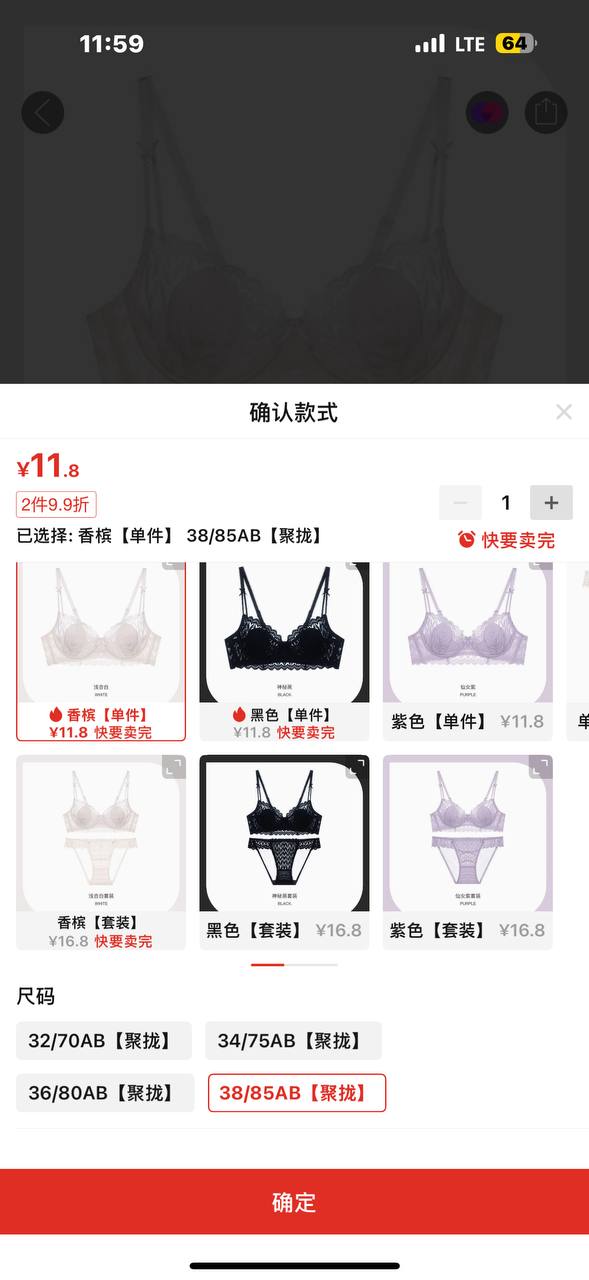 11:59
LTE 64
确认款式
¥11.8
2件9.9折
1
已选择: 香槟【单件】 38/85AB【聚拢】
快要卖完
浅杏白
WHITE
神秘黑
BLACK
仙女紫
PURPLE
香槟【单件】
¥11.8 快要卖完
黑色【单件】
¥11.8 快要卖完
紫色【单件】 ¥11.8
单
浅杏白套装
WHITE
神秘黑套装
BLACK
仙女紫套装
PURPLE
香槟【套装】
¥16.8 快要卖完
黑色【套装】 ¥16.8
紫色【套装】 ¥16.8
尺码
32/70AB【聚拢】
34/75AB【聚拢】
36/80AB【聚拢】
38/85AB【聚拢】
确定